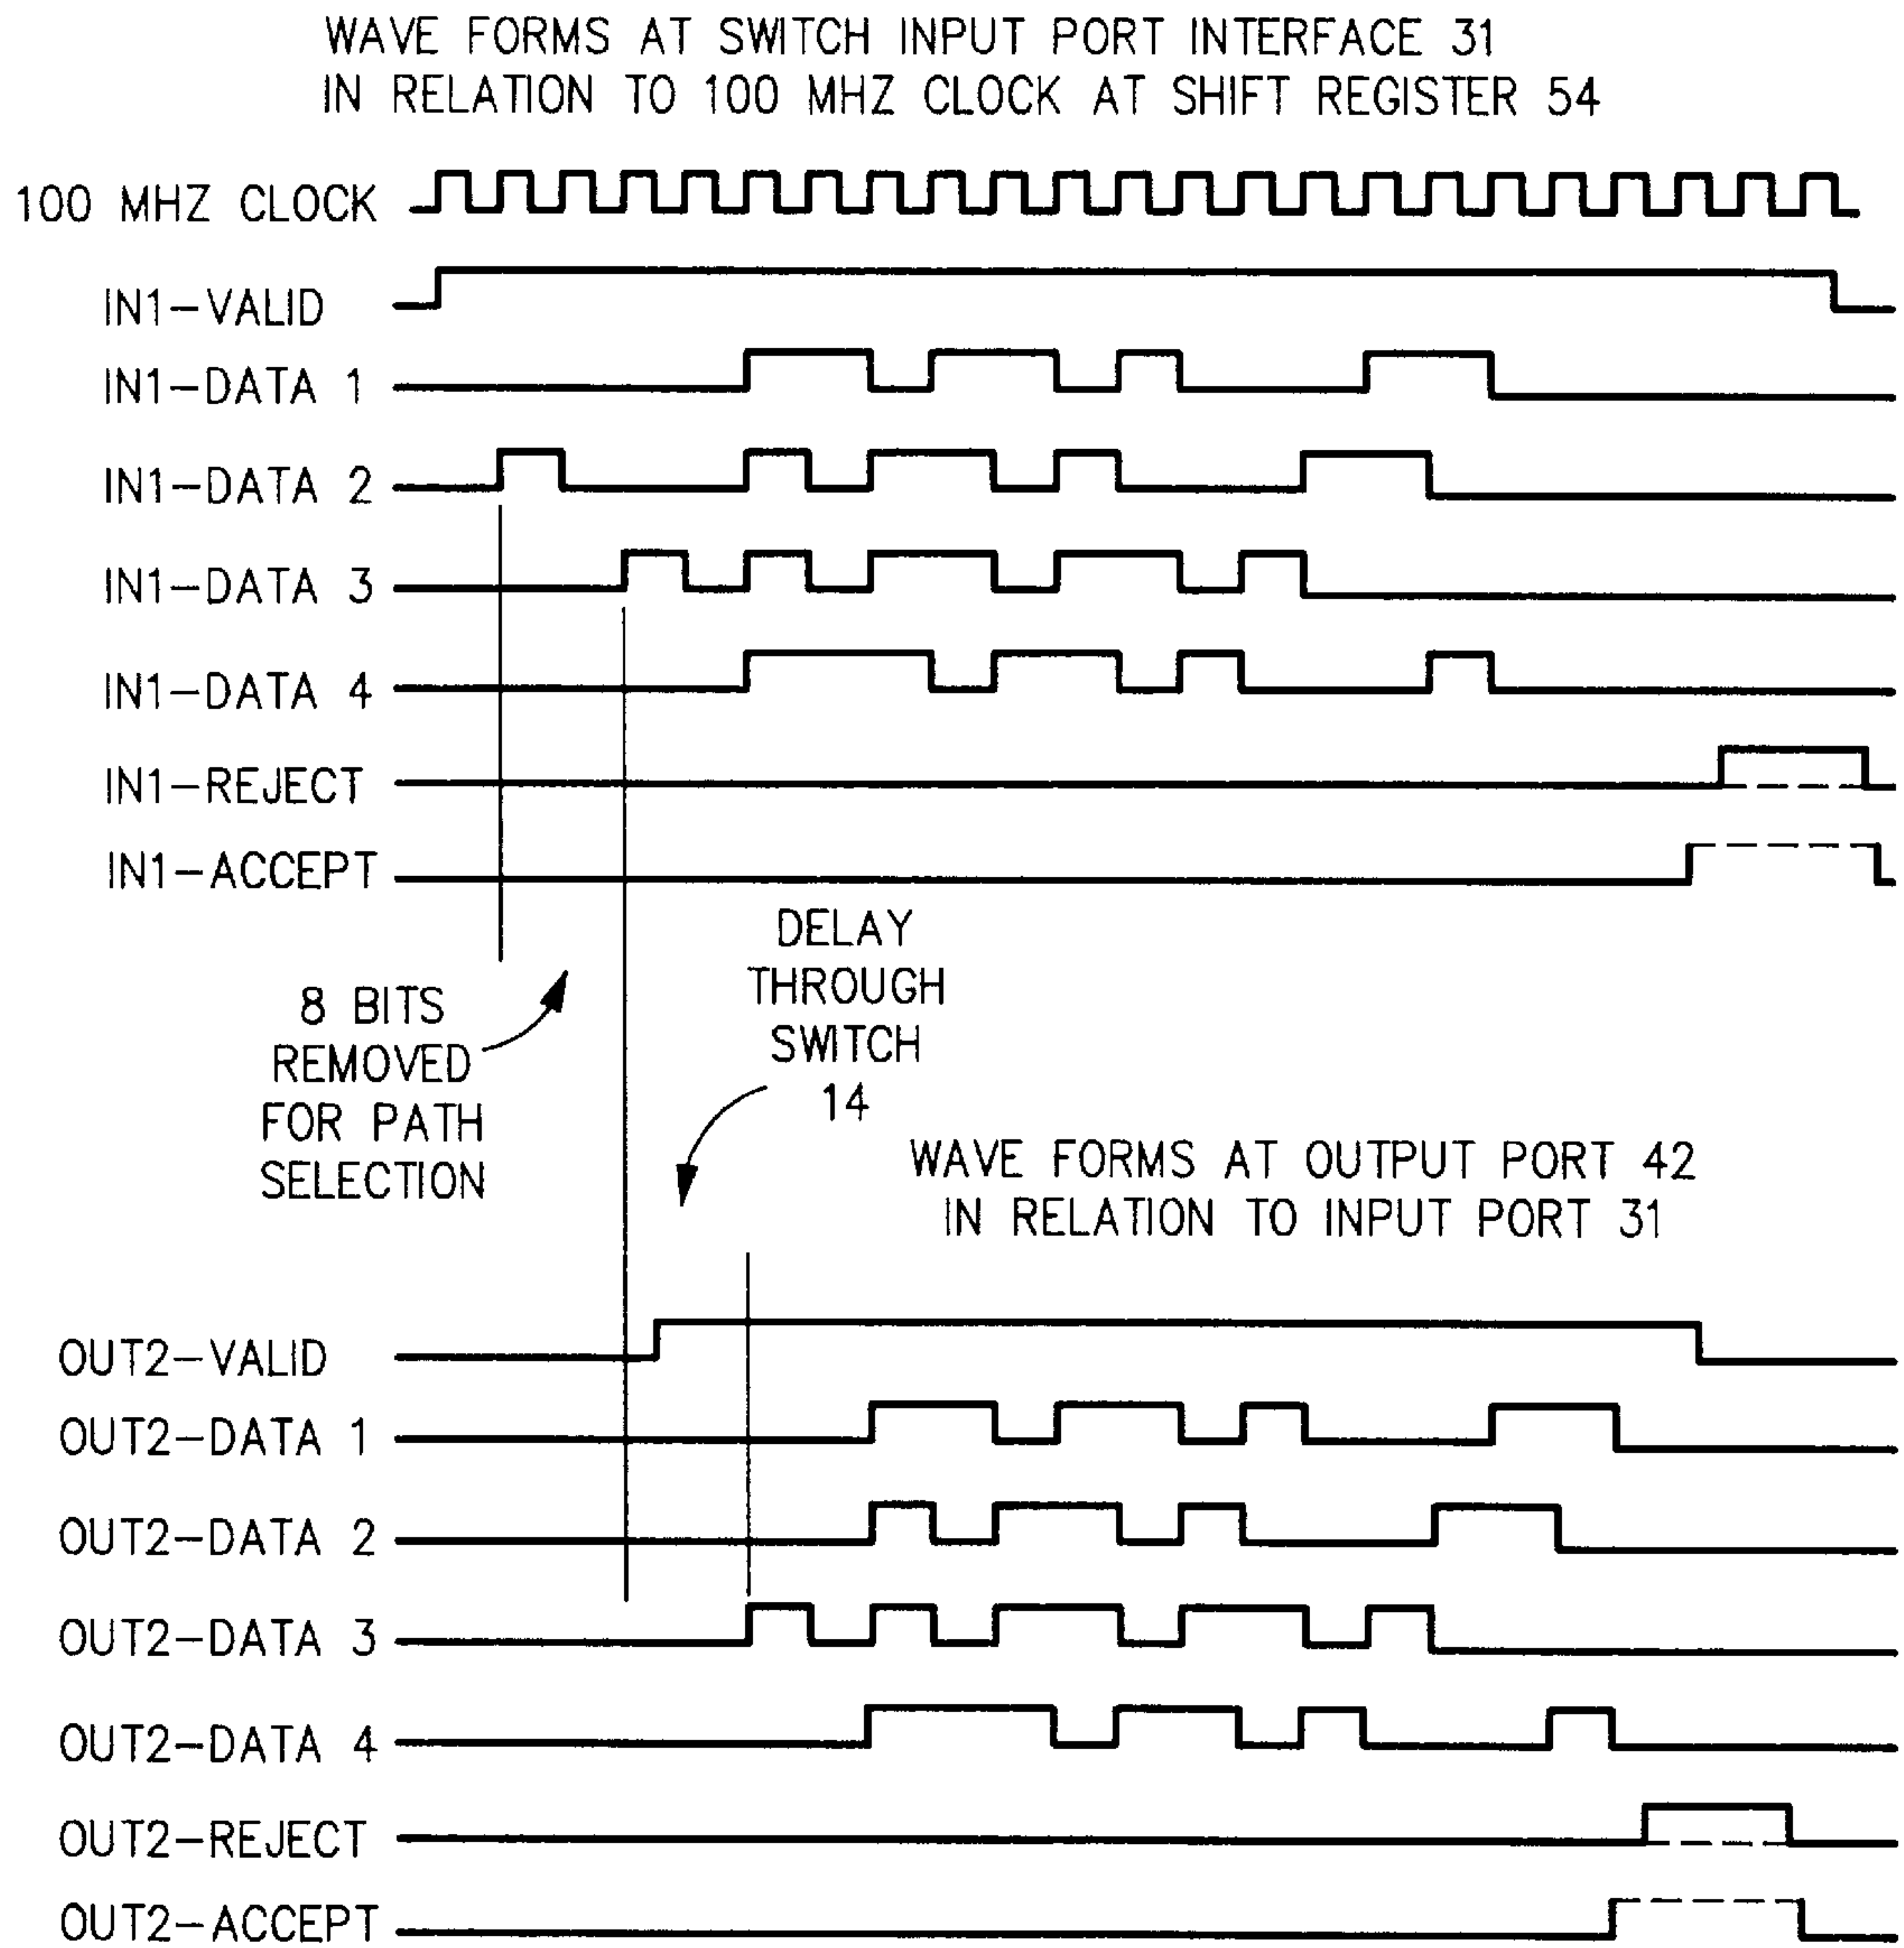 WAVE FORMS AT SWITCH INPUT PORT INTERFACE 31
IN RELATION TO 100 MHZ CLOCK AT SHIFT REGISTER 54
100 MHZ CLOCK
IN1-VALID
IN1-DATA 1
IN1-DATA 2
IN1-DATA 3
IN1-DATA 4
IN1-REJECT
IN1-ACCEPT
8 BITS
REMOVED
FOR PATH
SELECTION
DELAY
THROUGH
SWITCH
14
WAVE FORMS AT OUTPUT PORT 42
IN RELATION TO INPUT PORT 31
OUT2-VALID
OUT2-DATA 1
OUT2-DATA 2
OUT2-DATA 3
OUT2-DATA 4
OUT2-REJECT
OUT2-ACCEPT